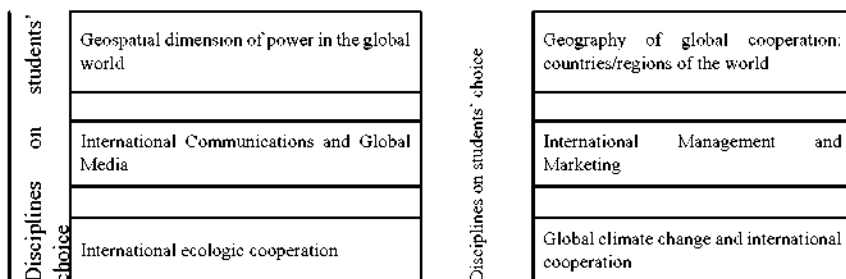 Disciplines on students'
choice
Geospatial dimension of power in the global
world
International Communications and Global
Media
International ecologic cooperation
Disciplines on students' choice
Geography of global cooperation:
countries/regions of the world
International Management and
Marketing
Global climate change and international
cooperation